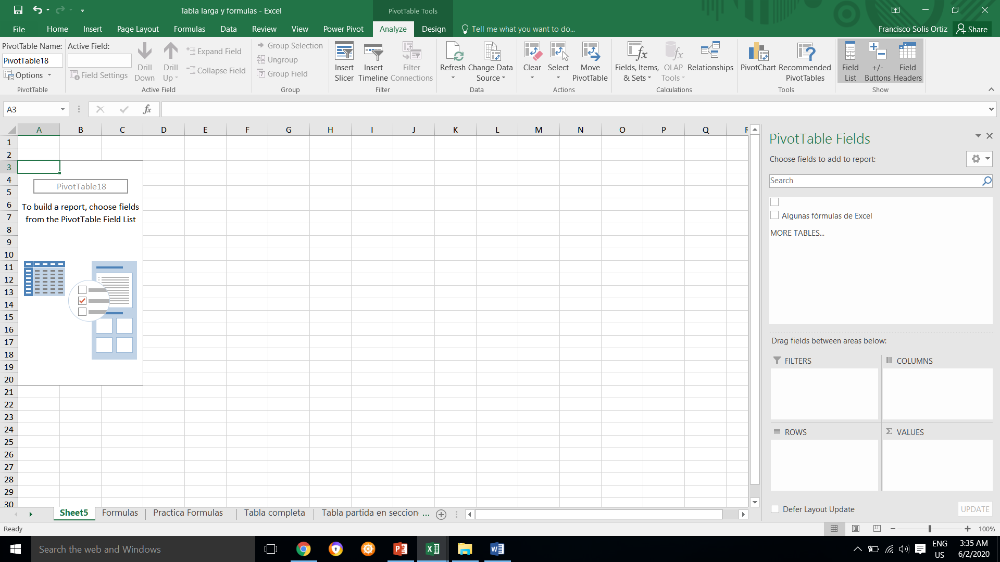 Tabla larga y formulas - Excel
PivotTable Tools
File Home Insert Page Layout Formulas Data Review View Power Pivot Analyze Design Tell me what you want to do... Francisco Solis Ortiz Share
PivotTable Name:
PivotTable18
Options
PivotTable
Active Field:
Field Settings
Drill Down
Drill Up
Expand Field
Collapse Field
Active Field
Group Selection
Ungroup
Group Field
Group
Insert Slicer
Insert Timeline
Filter Connections
Filter
Refresh
Change Data Source
Data
Clear
Select
Move PivotTable
Actions
Fields, Items, & Sets
OLAP Tools
Relationships
Calculations
PivotChart
Recommended PivotTables
Tools
Field List
+/- Buttons
Field Headers
Show
A3
fx
A B C D E F G H I J K L M N O P Q R
1
2
3
4
5
6
7
8
9
10
11
12
13
14
15
16
17
18
19
20
21
22
23
24
25
26
27
28
29
30
PivotTable18
To build a report, choose fields
from the PivotTable Field List
PivotTable Fields
Choose fields to add to report:
Search
Algunas fórmulas de Excel
MORE TABLES...
Drag fields between areas below:
FILTERS
COLUMNS
ROWS
VALUES
Defer Layout Update
UPDATE
Sheet5 Formulas Practica Formulas Tabla completa Tabla partida en seccion ...
Ready
100%
Search the web and Windows
ENG
US
3:35 AM
6/2/2020